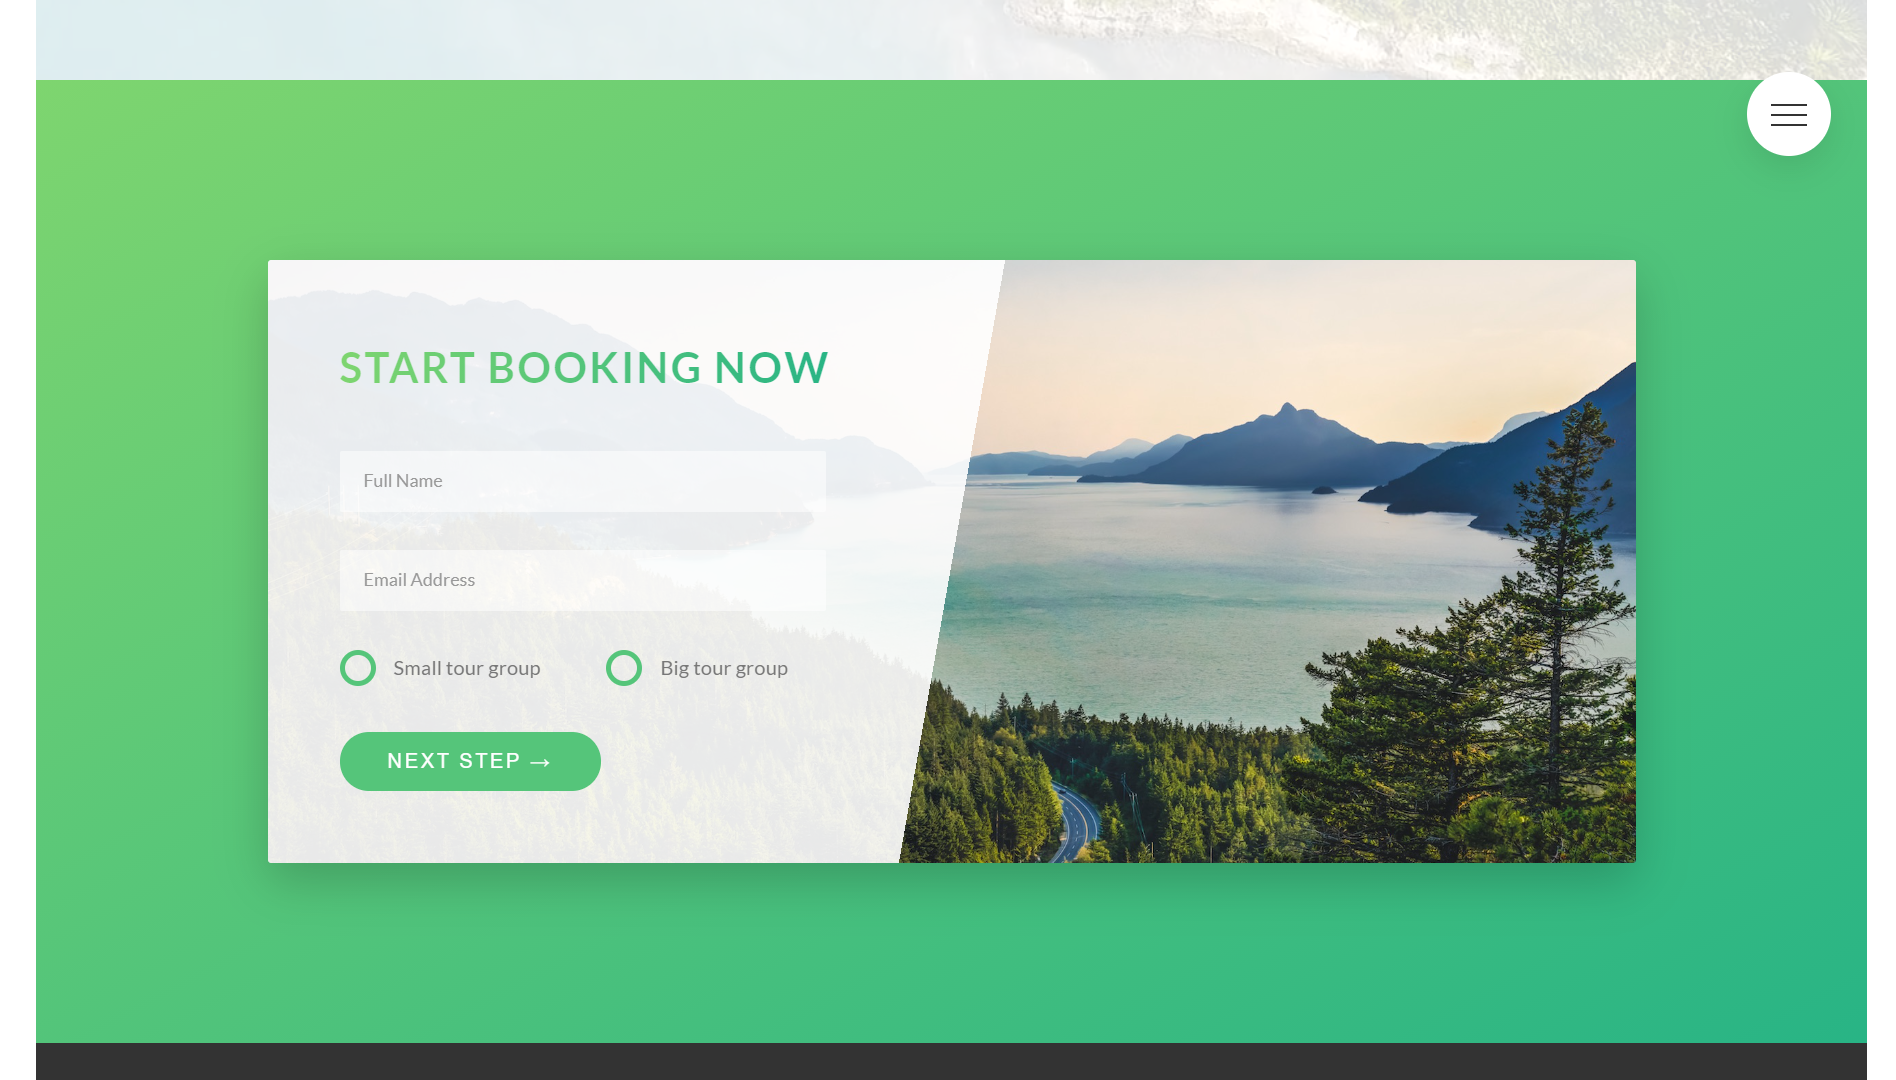 START BOOKING NOW
Full Name
Email Address
Small tour group
Big tour group
NEXT STEP →